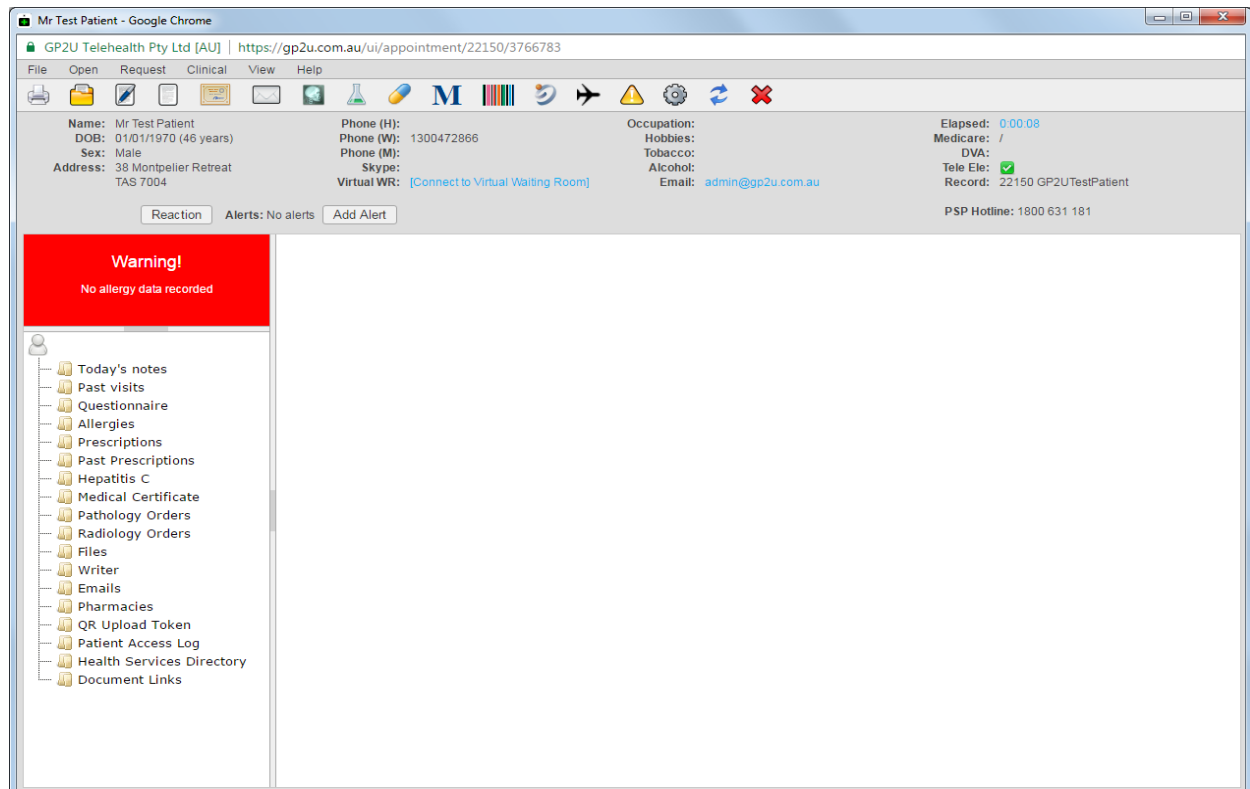 Mr Test Patient - Google Chrome
GP2U Telehealth Pty Ltd [AU] | https://gp2u.com.au/ui/appointment/22150/3766783
File Open Request Clinical View Help
M
Name: Mr Test Patient Phone (H): Occupation: Elapsed: 0:00:08
DOB: 01/01/1970 (46 years) Phone (W): 1300472866 Hobbies: Medicare: /
Sex: Male Phone (M): Tobacco: DVA:
Address: 38 Montpelier Retreat Skype: Alcohol: Tele Ele:
TAS 7004 Virtual WR: [Connect to Virtual Waiting Room] Email: admin@gp2u.com.au Record: 22150 GP2UTestPatient
Reaction Alerts: No alerts Add Alert PSP Hotline: 1800 631 181
Warning!
No allergy data recorded
Today's notes
Past visits
Questionnaire
Allergies
Prescriptions
Past Prescriptions
Hepatitis C
Medical Certificate
Pathology Orders
Radiology Orders
Files
Writer
Emails
Pharmacies
QR Upload Token
Patient Access Log
Health Services Directory
Document Links